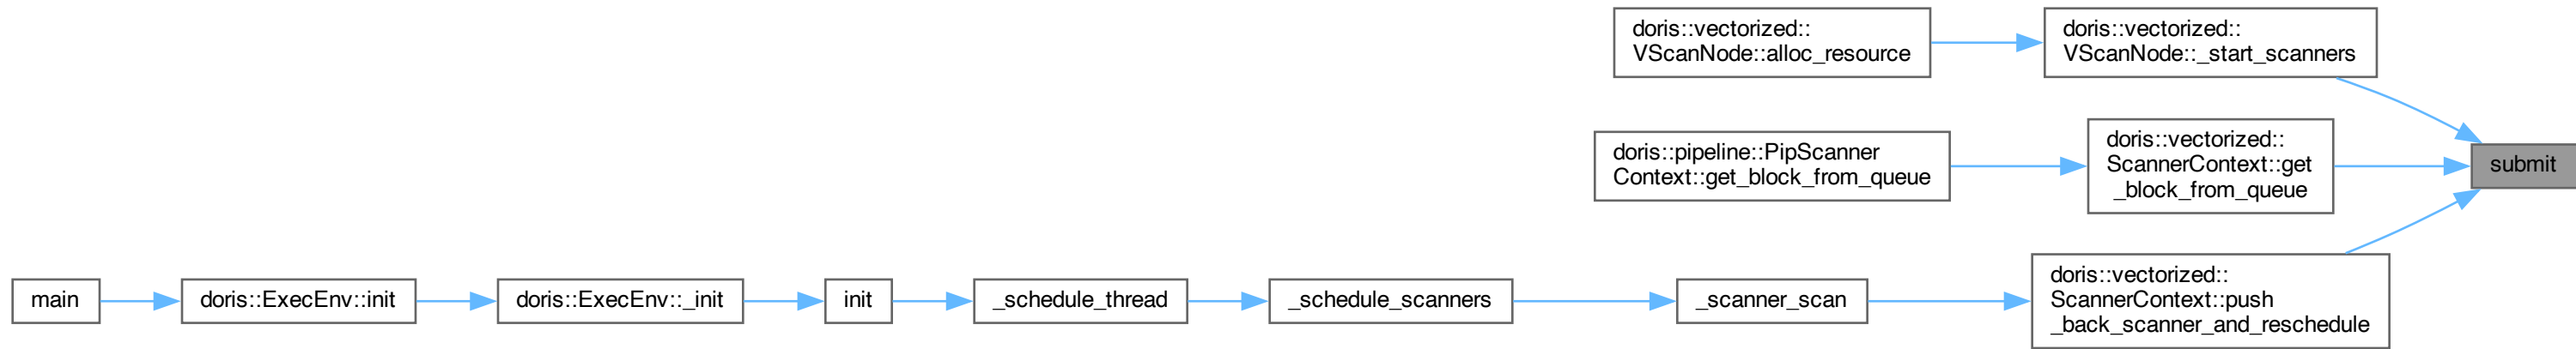 doris::vectorized::
VScanNode::alloc_resource
doris::vectorized::
VScanNode::_start_scanners
doris::pipeline::PipScanner
Context::get_block_from_queue
doris::vectorized::
ScannerContext::get
_block_from_queue
submit
main
doris::ExecEnv::init
doris::ExecEnv::_init
init
_schedule_thread
_schedule_scanners
_scanner_scan
doris::vectorized::
ScannerContext::push
_back_scanner_and_reschedule